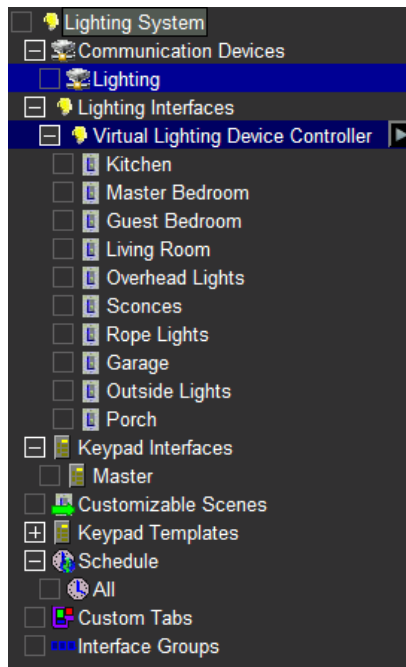 Lighting System
Communication Devices
Lighting
Lighting Interfaces
Virtual Lighting Device Controller
Kitchen
Master Bedroom
Guest Bedroom
Living Room
Overhead Lights
Sconces
Rope Lights
Garage
Outside Lights
Porch
Keypad Interfaces
Master
Customizable Scenes
Keypad Templates
Schedule
All
Custom Tabs
Interface Groups